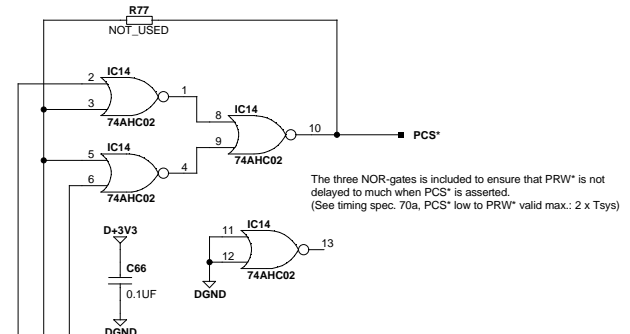 R77
NOT_USED
IC14
2
1
3
74AHC02
IC14
8
10
PCS*
9
74AHC02
IC14
5
4
6
74AHC02
The three NOR-gates is included to ensure that PRW* is not
delayed to much when PCS* is asserted.
(See timing spec. 70a, PCS* low to PRW* valid max.: 2 x Tsys)
D+3V3
C66
0.1UF
DGND
IC14
11
13
12
74AHC02
DGND